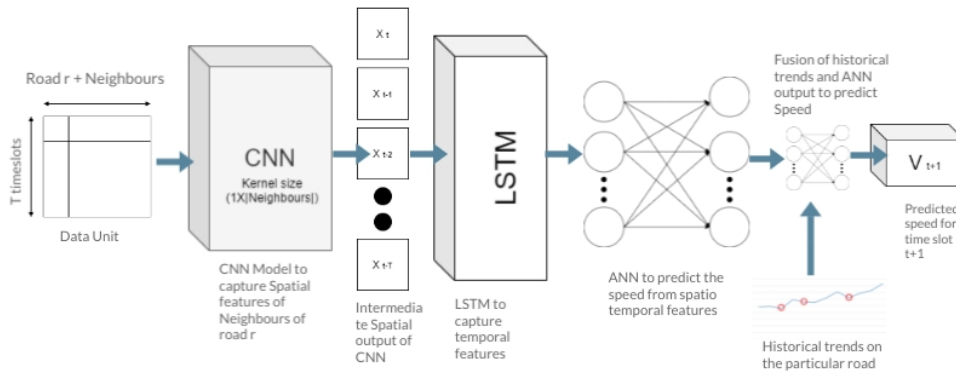 Road r + Neighbours
T timeslots
Data Unit
CNN
Kernel size
(1X|Neighbours|)
CNN Model to
capture Spatial
features of
Neighbours of
road r
X t
X t-1
X t-2
X t-T
Intermedia
te Spatial
output of
CNN
LSTM
LSTM to
capture
temporal
features
ANN to predict the
speed from spatio
temporal features
Fusion of historical
trends and ANN
output to predict
Speed
Historical trends on
the particular road
V t+1
Predicted
speed for
time slot
t+1